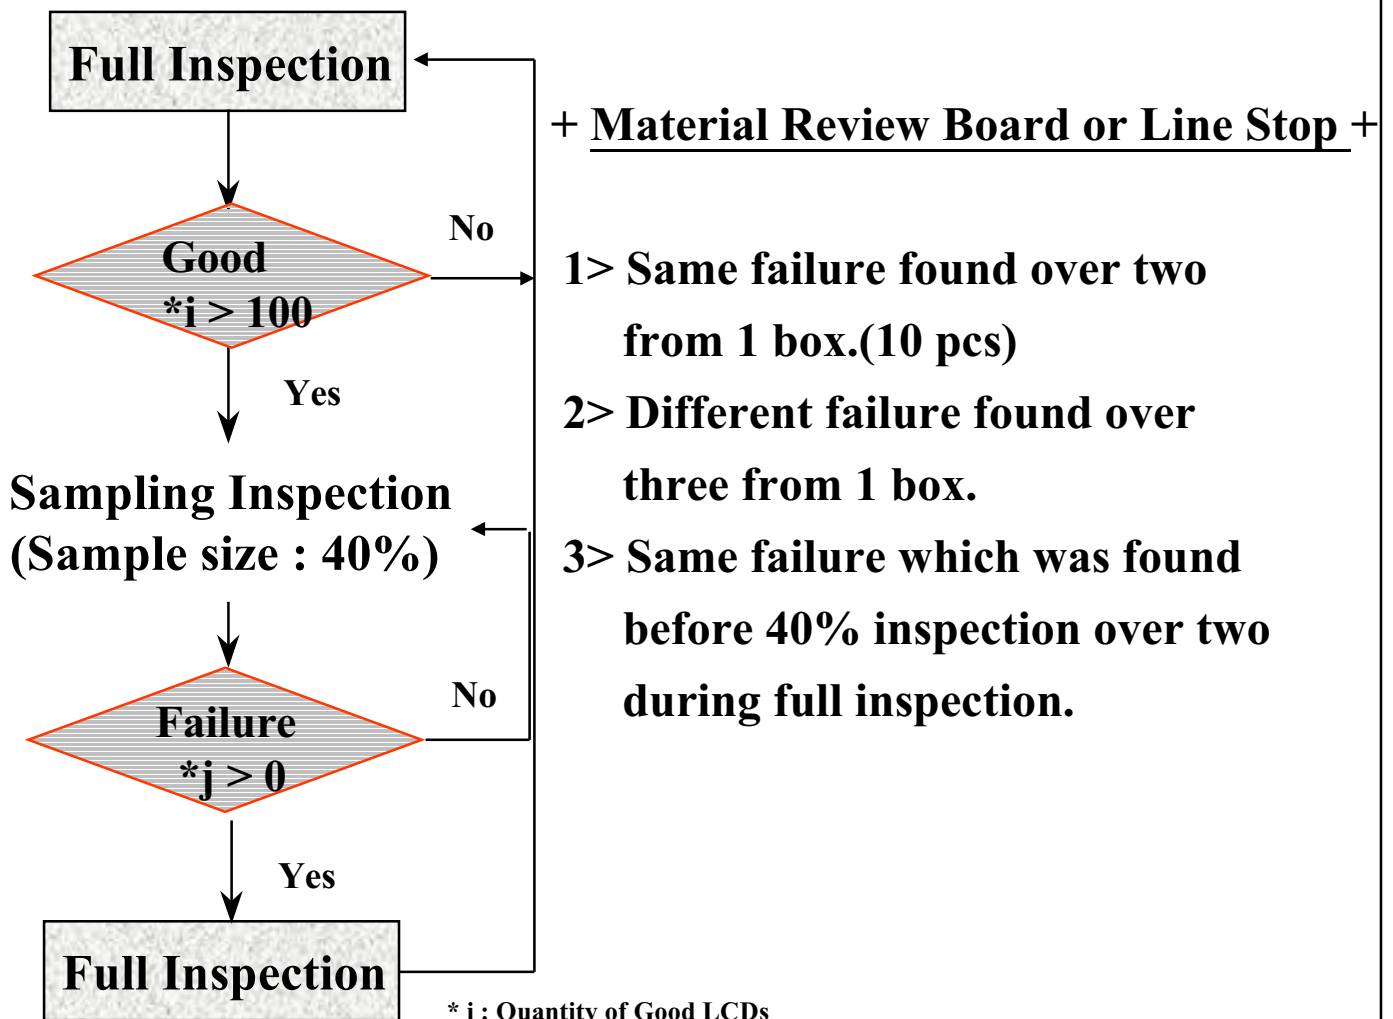 Full Inspection
Good
*i > 100
No
Yes
Sampling Inspection
(Sample size : 40%)
Failure
*j > 0
No
Yes
Full Inspection
* i : Quantity of Good LCDs
+ Material Review Board or Line Stop +
1> Same failure found over two
from 1 box.(10 pcs)
2> Different failure found over
three from 1 box.
3> Same failure which was found
before 40% inspection over two
during full inspection.